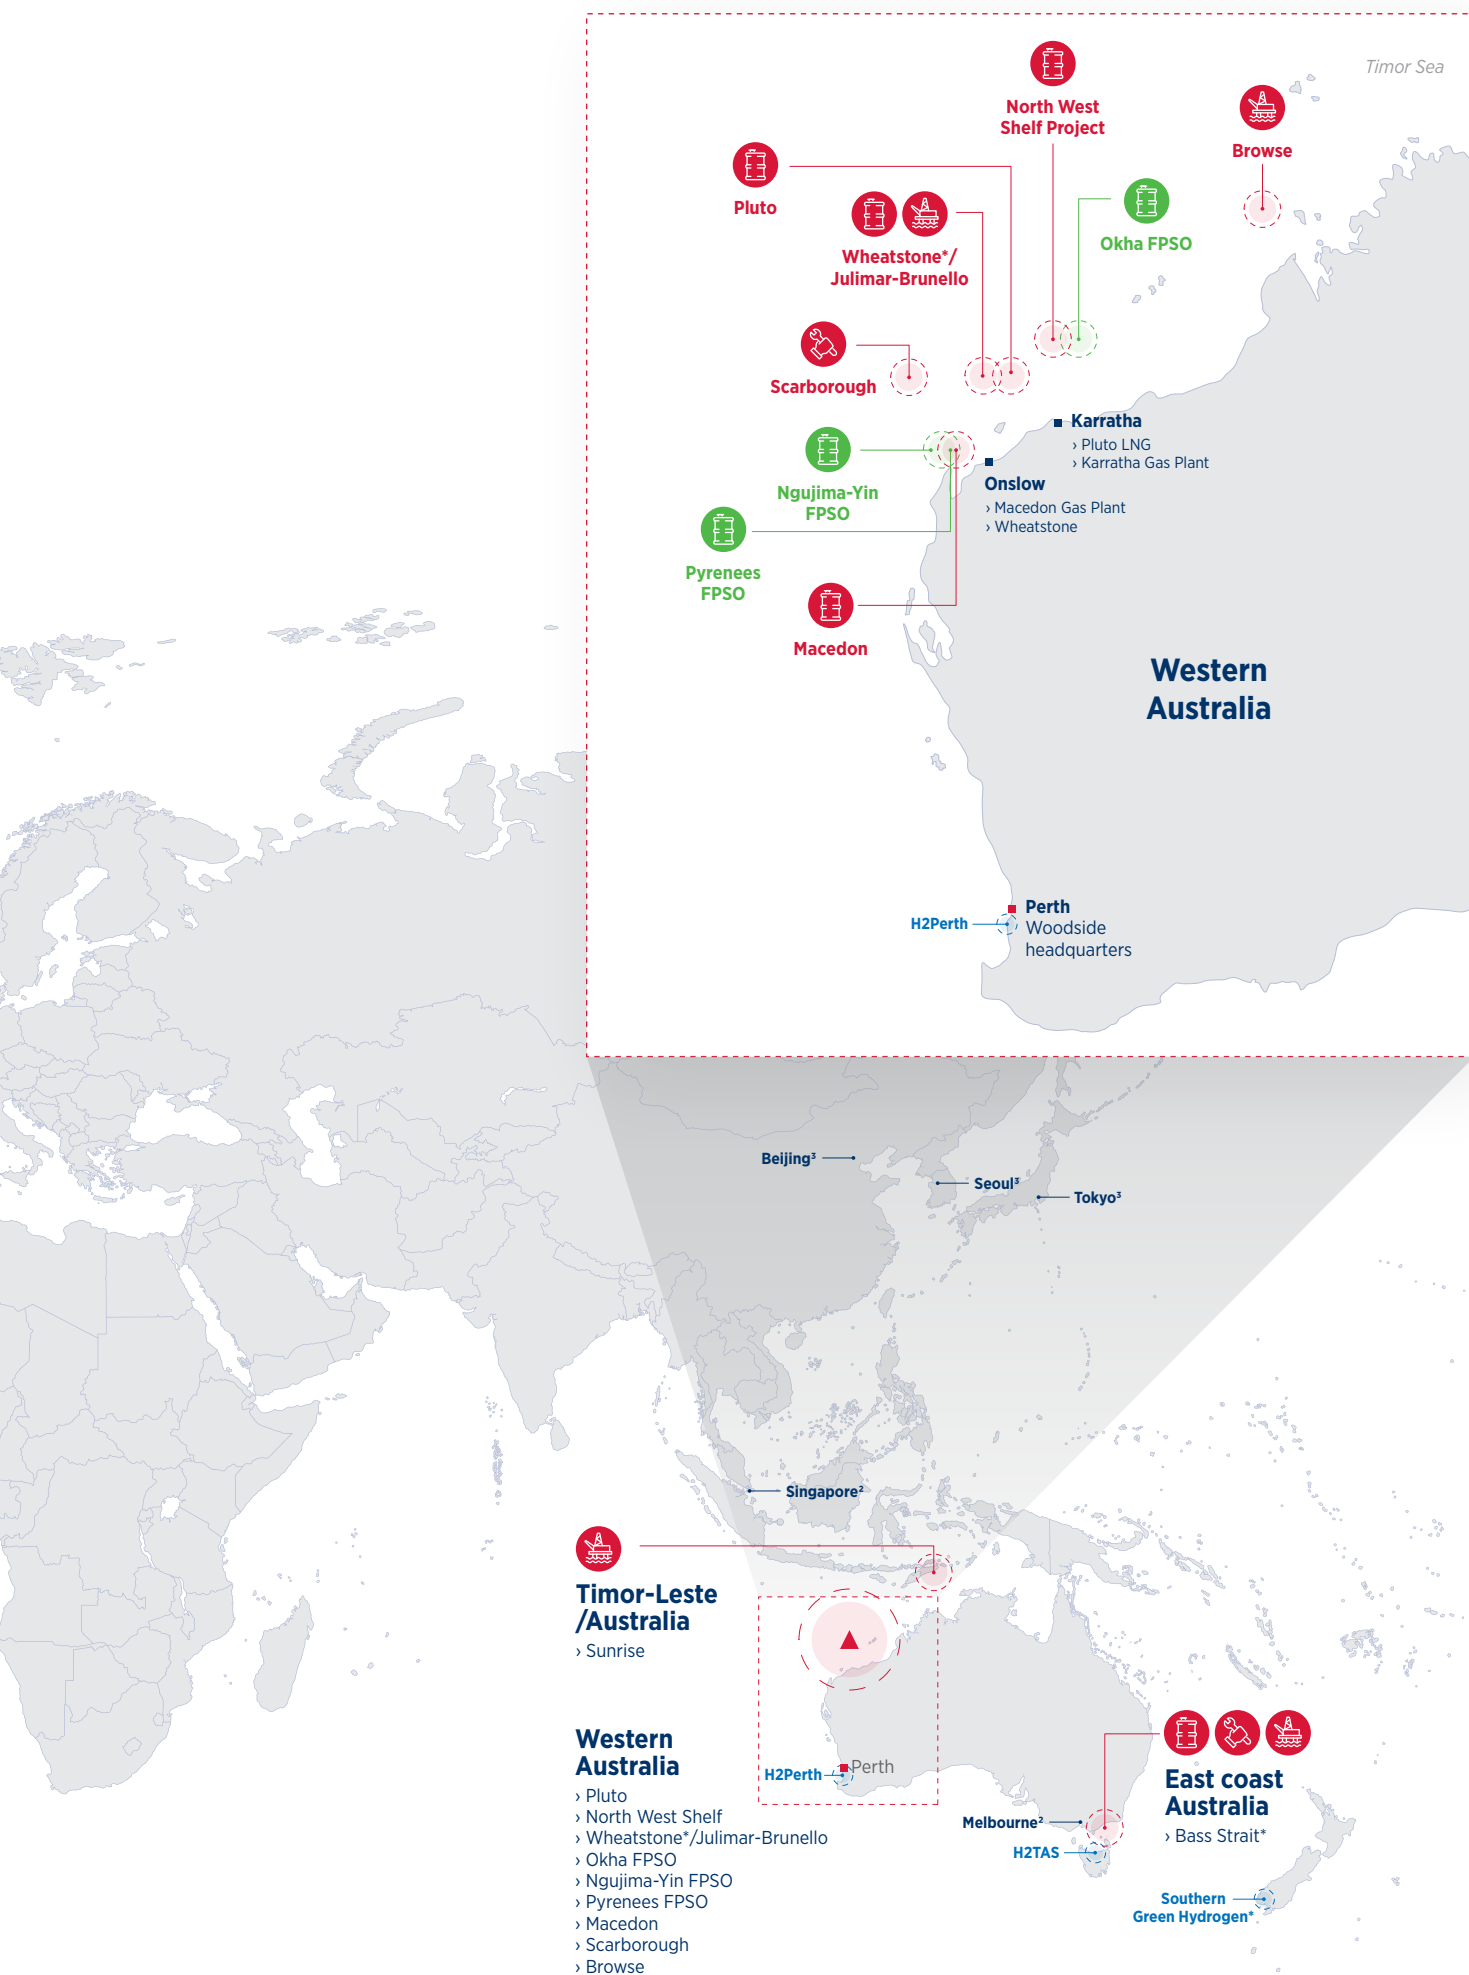 Timor Sea
North West
Shelf Project
Browse
Pluto
Wheatstone*/
Julimar-Brunello
Okha FPSO
Scarborough
Karratha
› Pluto LNG
› Karratha Gas Plant
Ngujima-Yin
FPSO
Onslow
› Macedon Gas Plant
› Wheatstone
Pyrenees
FPSO
Macedon
Western
Australia
H2Perth
Perth
Woodside
headquarters
Beijing³
Seoul³
Tokyo³
Singapore²
Timor-Leste
/Australia
› Sunrise
Western
Australia
› Pluto
› North West Shelf
› Wheatstone*/Julimar-Brunello
› Okha FPSO
› Ngujima-Yin FPSO
› Pyrenees FPSO
› Macedon
› Scarborough
› Browse
H2Perth
Perth
East coast
Australia
› Bass Strait*
Melbourne²
H2TAS
Southern
Green Hydrogen*